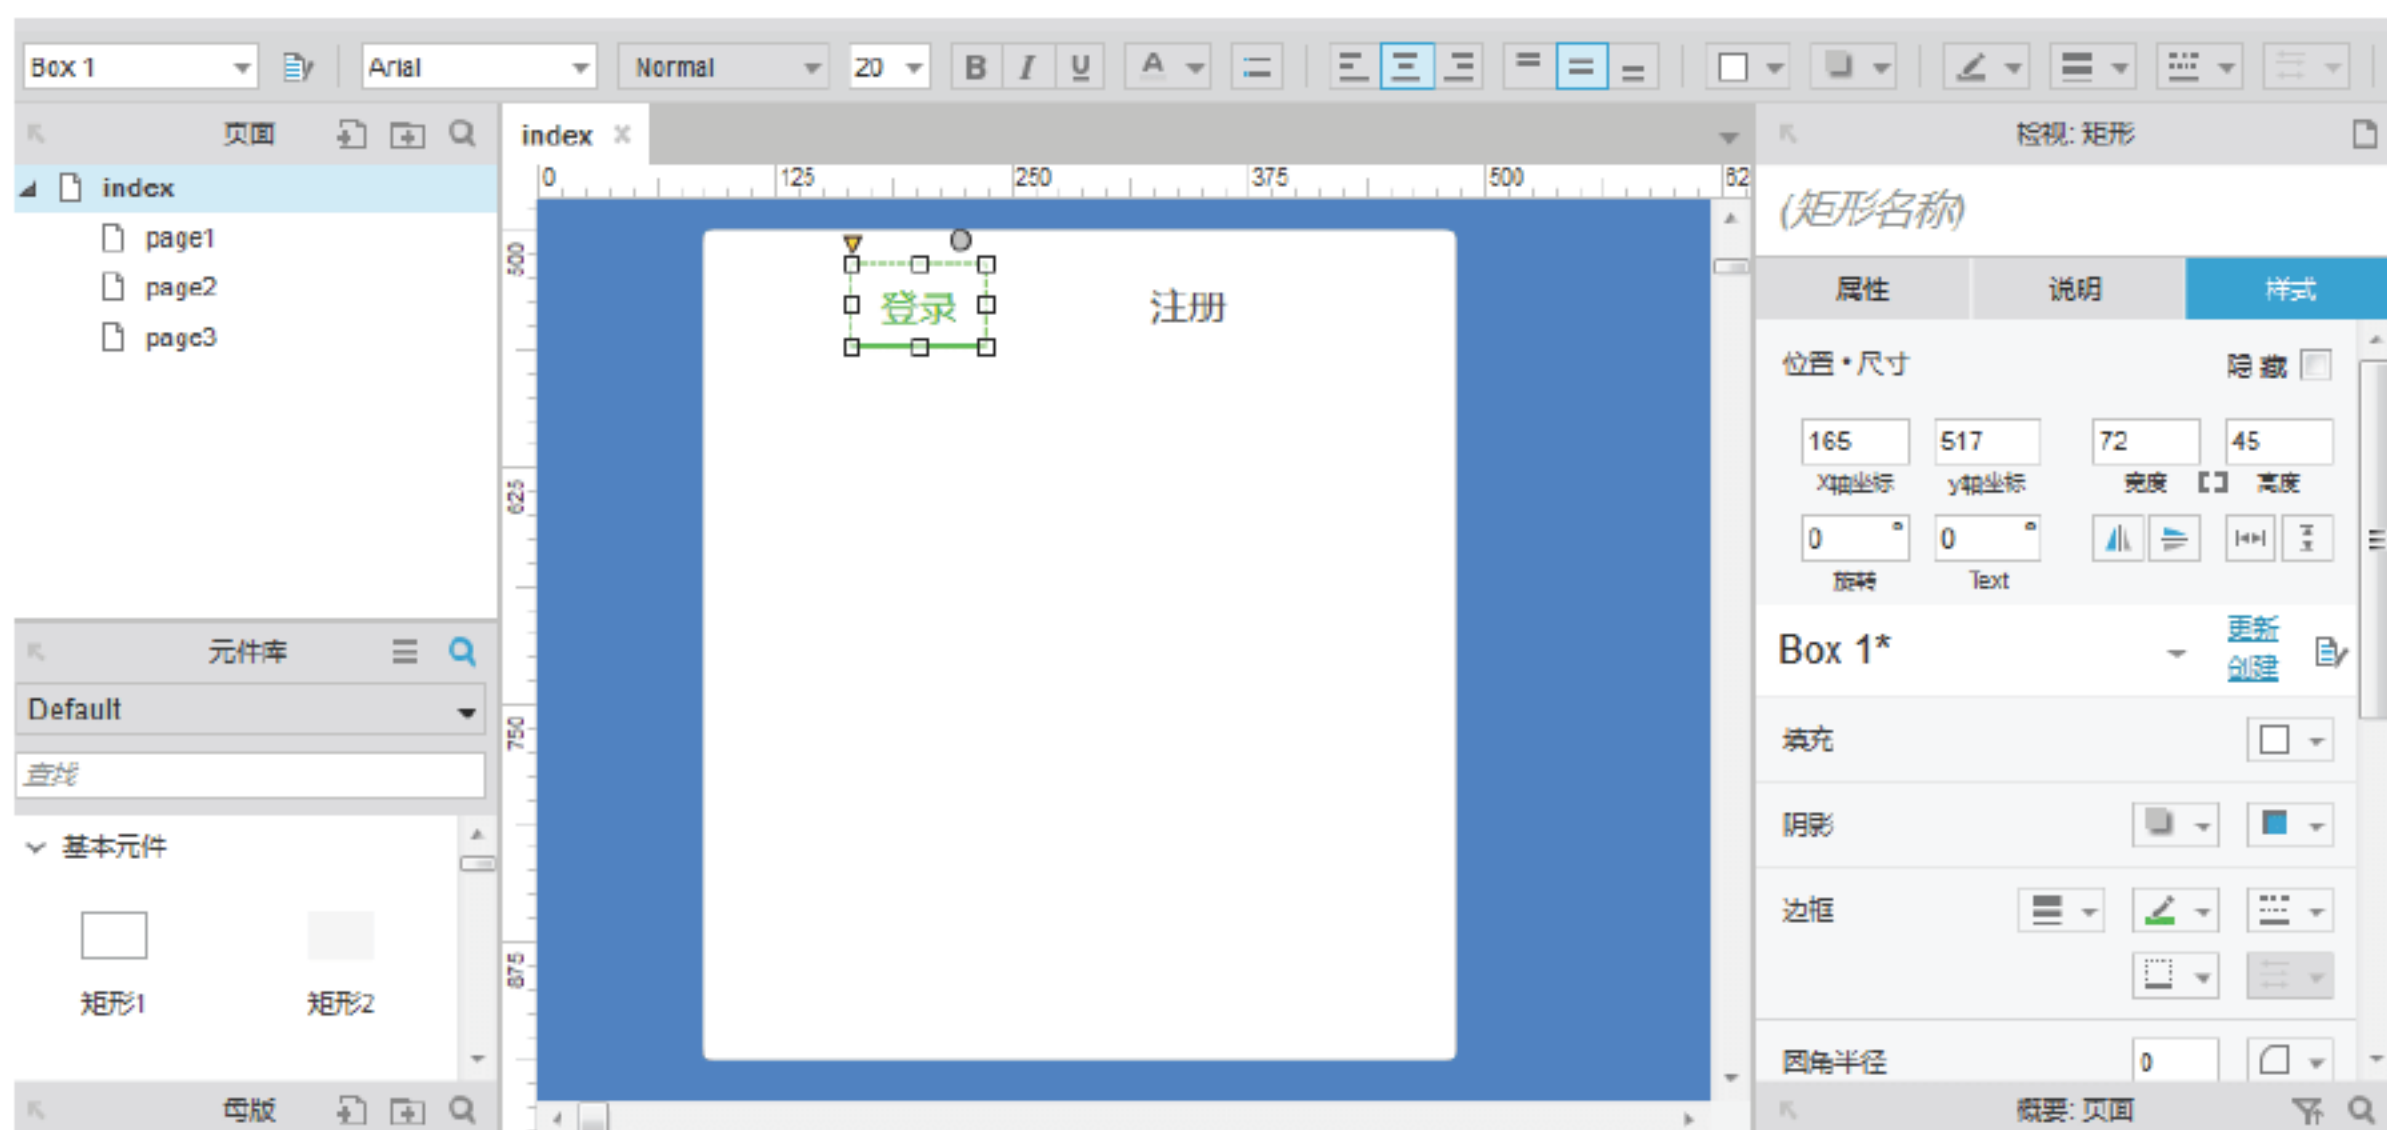 Box 1 Arial Normal 20 B I U A
页面
index
page1
page2
page3
元件库
Default
查找
基本元件
矩形1 矩形2
母版
index
0 125 250 375 500 62
500
625
750
875
登录 注册
检视: 矩形
(矩形名称)
属性 说明 样式
位置 • 尺寸 隐藏
165 517 72 45
X轴坐标 y轴坐标 宽度 高度
0 ° 0 °
旋转 Text
Box 1* 更新
创建
填充
阴影
边框
圆角半径 0
概要: 页面